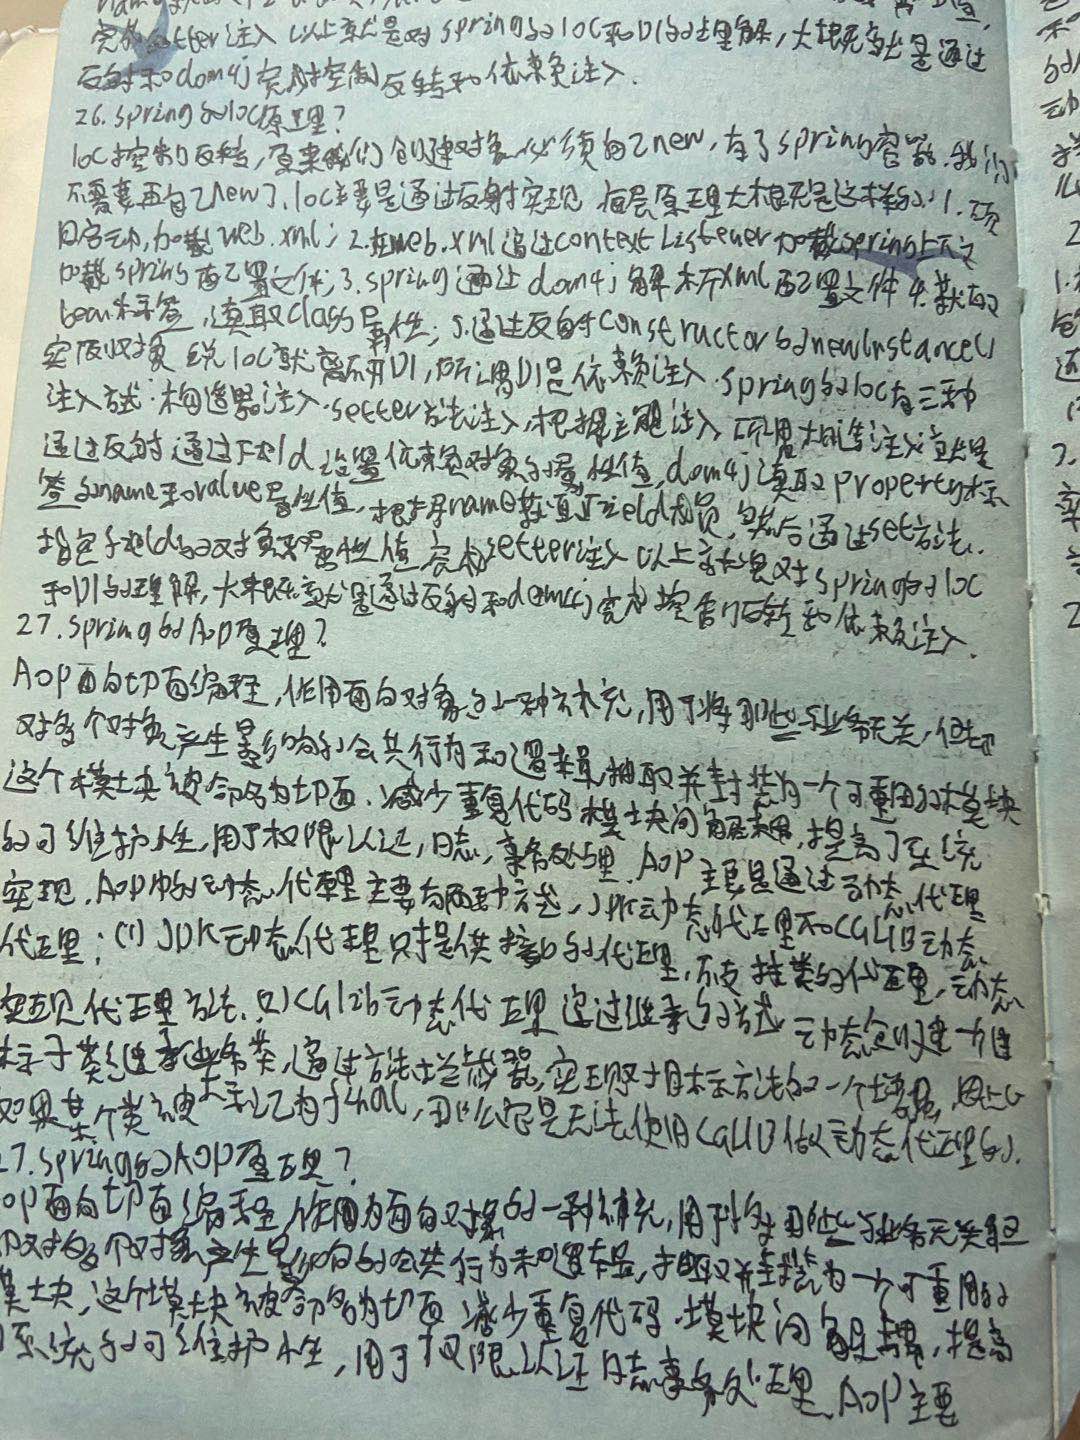 完成setter注入 以上就是对spring的ioc和DI的理解,大概就是通过
反射和dom4j实现控制反转和依赖注入.
26.spring的ioc原理?
ioc控制反转,原来我们创建对象必须自己new,有了spring容器.我们
不需要再自己new了.ioc主要是通过反射实现 底层原理大概是这样的:1.项
目启动,加载web.xml;2.在web.xml通过contextListener加载spring上下文
加载spring配置文件;3.spring通过dom4j解析xml配置文件4.获取
bean标签,读取class属性;5.通过反射constructor的newInstance()
实例对象 说ioc就离不开DI,所谓DI是依赖注入.spring的ioc有三种
注入方式:构造器注入.setter方法注入,根据注解注入 所谓构造注入就是
通过反射 通过field设置依赖对象的属性值,dom4j读取property标
签的name和value属性值,根据name获取field成员,然后通过set方法.
给field的对象属性值 完成setter注入 以上就是对spring的ioc
和DI的理解,大概就是通过反射和dom4j完成控制反转和依赖注入.
27.spring的AOP原理?
AOP面向切面编程,作用面向对象的一种补充,用于将那些与业务无关,但却
对多个对象产生影响的公共行为和逻辑,抽取并封装为一个可重用的模块
这个模块被命名为切面.减少重复代码 模块间解耦,提高了系统
的可维护性,用于权限认证,日志,事务处理.AOP主要是通过动态代理
实现.AOP中的动态代理主要有两种方式,JDK动态代理和CGLIB动态
代理;(1)JDK动态代理只提供接口的代理,不支持类的代理,动态
实现代理方法.(2)CGLib动态代理 通过继承的方式 动态创建
子类继承业务类,通过方法拦截器,实现对目标方法的一个增强,
如果某个类被标记为final,那么它是无法使用CGLIB做动态代理的.
27.spring的AOP原理?
op面向切面编程,作为面向对象的一种补充,用于将那些与业务无关但
却对多个对象产生影响的公共行为和逻辑,抽取并封装为一个可重用的
模块,这个模块被命名为切面 减少重复代码.模块间解耦,提高
系统的可维护性,用于权限认证 日志事务处理 AOP主要